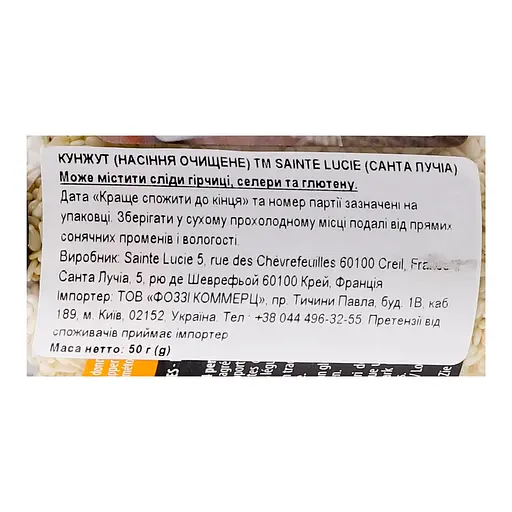 КУНЖУТ (НАСІННЯ ОЧИЩЕНЕ) ТМ SAINTE LUCIE (САНТА ЛУЧІА)
Може містити сліди гірчиці, селери та глютену.
Дата «Краще спожити до кінця» та номер партії зазначені на
упаковці. Зберігати у сухому прохолодному місці подалі від прямих
сонячних променів і вологості.
Виробник: Sainte Lucie 5, rue des Chèvrefeuilles 60100 Creil, France
Санта Лучіа, 5, рю де Шеврефьой 60100 Крей, Франція
Імпортер: ТОВ «ФОЗЗІ КОММЕРЦ», пр. Тичини Павла, буд. 1В, каб
189, м. Київ, 02152, Україна. Тел.: +38 044 496-32-55. Претензії від
споживачів приймає імпортер
Маса нетто: 50 г (g)